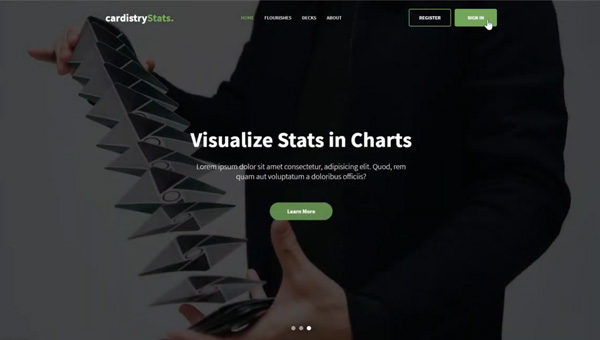 cardistryStats.
HOME FLOURISHES DECKS ABOUT
REGISTER SIGN IN
Visualize Stats in Charts
Lorem ipsum dolor sit amet consectetur, adipisicing elit. Quod, rem
quam aut voluptatum a doloribus officiis?
Learn More